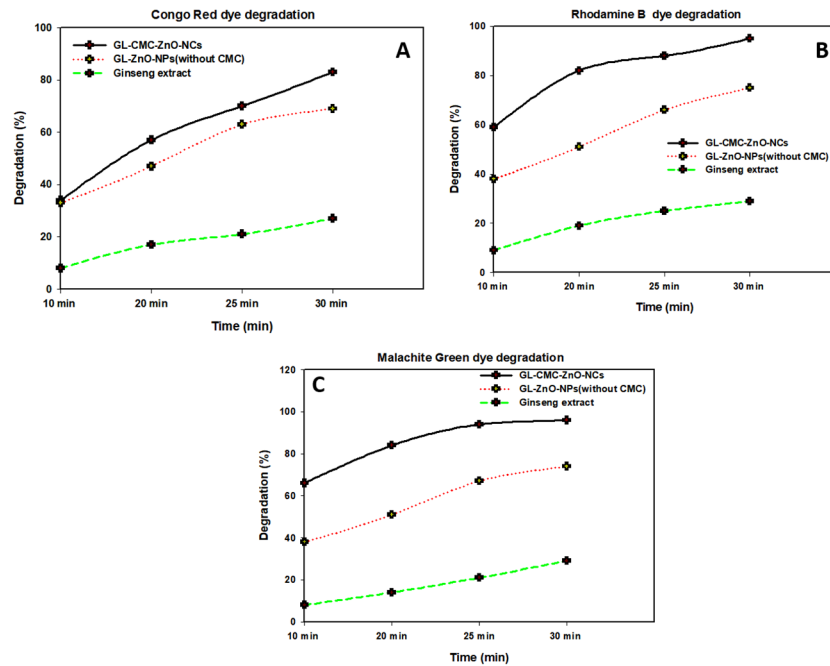 Congo Red dye degradation
A
GL-CMC-ZnO-NCs
GL-ZnO-NPs(without CMC)
Ginseng extract
Degradation (%)
100
80
60
40
20
0
10 min 20 min 25 min 30 min
Time (min)
Rhodamine B dye degradation
B
GL-CMC-ZnO-NCs
GL-ZnO-NPs(without CMC)
Ginseng extract
Degradation (%)
100
80
60
40
20
0
10 min 20 min 25 min 30 min
Time (min)
Malachite Green dye degradation
C
GL-CMC-ZnO-NCs
GL-ZnO-NPs(without CMC)
Ginseng extract
Degradation (%)
120
100
80
60
40
20
0
10 min 20 min 25 min 30 min
Time (min)